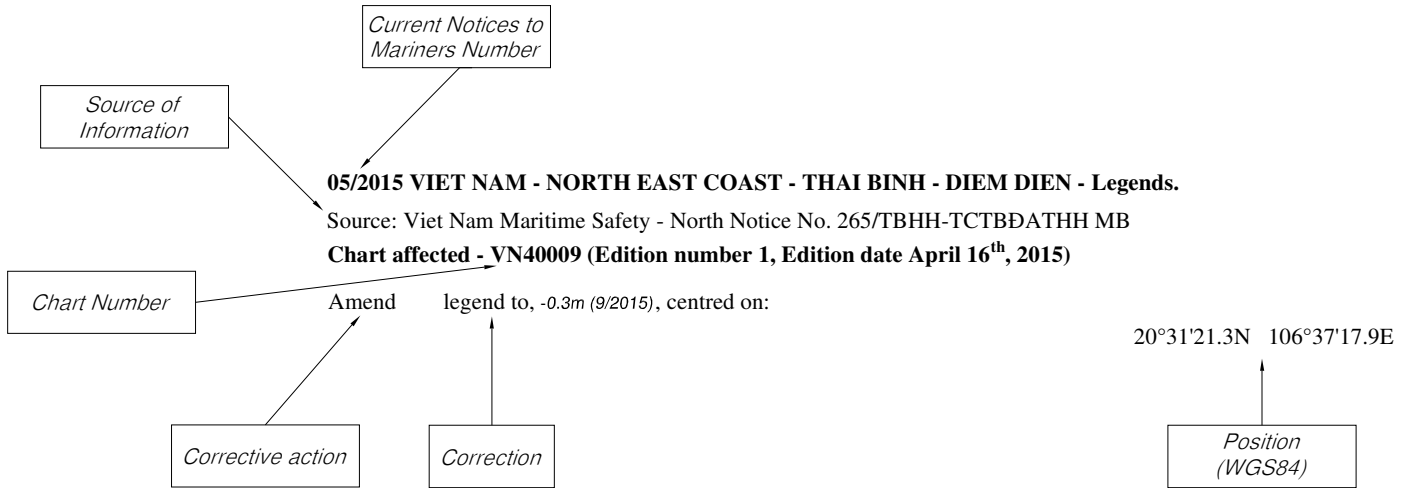 Current Notices to
Mariners Number
Source of
Information
05/2015 VIET NAM - NORTH EAST COAST - THAI BINH - DIEM DIEN - Legends.
Source: Viet Nam Maritime Safety - North Notice No. 265/TBHH-TCTBĐATHH MB
Chart affected - VN40009 (Edition number 1, Edition date April 16th, 2015)
Chart Number
Amend legend to, -0.3m (9/2015), centred on:
20°31'21.3N 106°37'17.9E
Corrective action
Correction
Position
(WGS84)